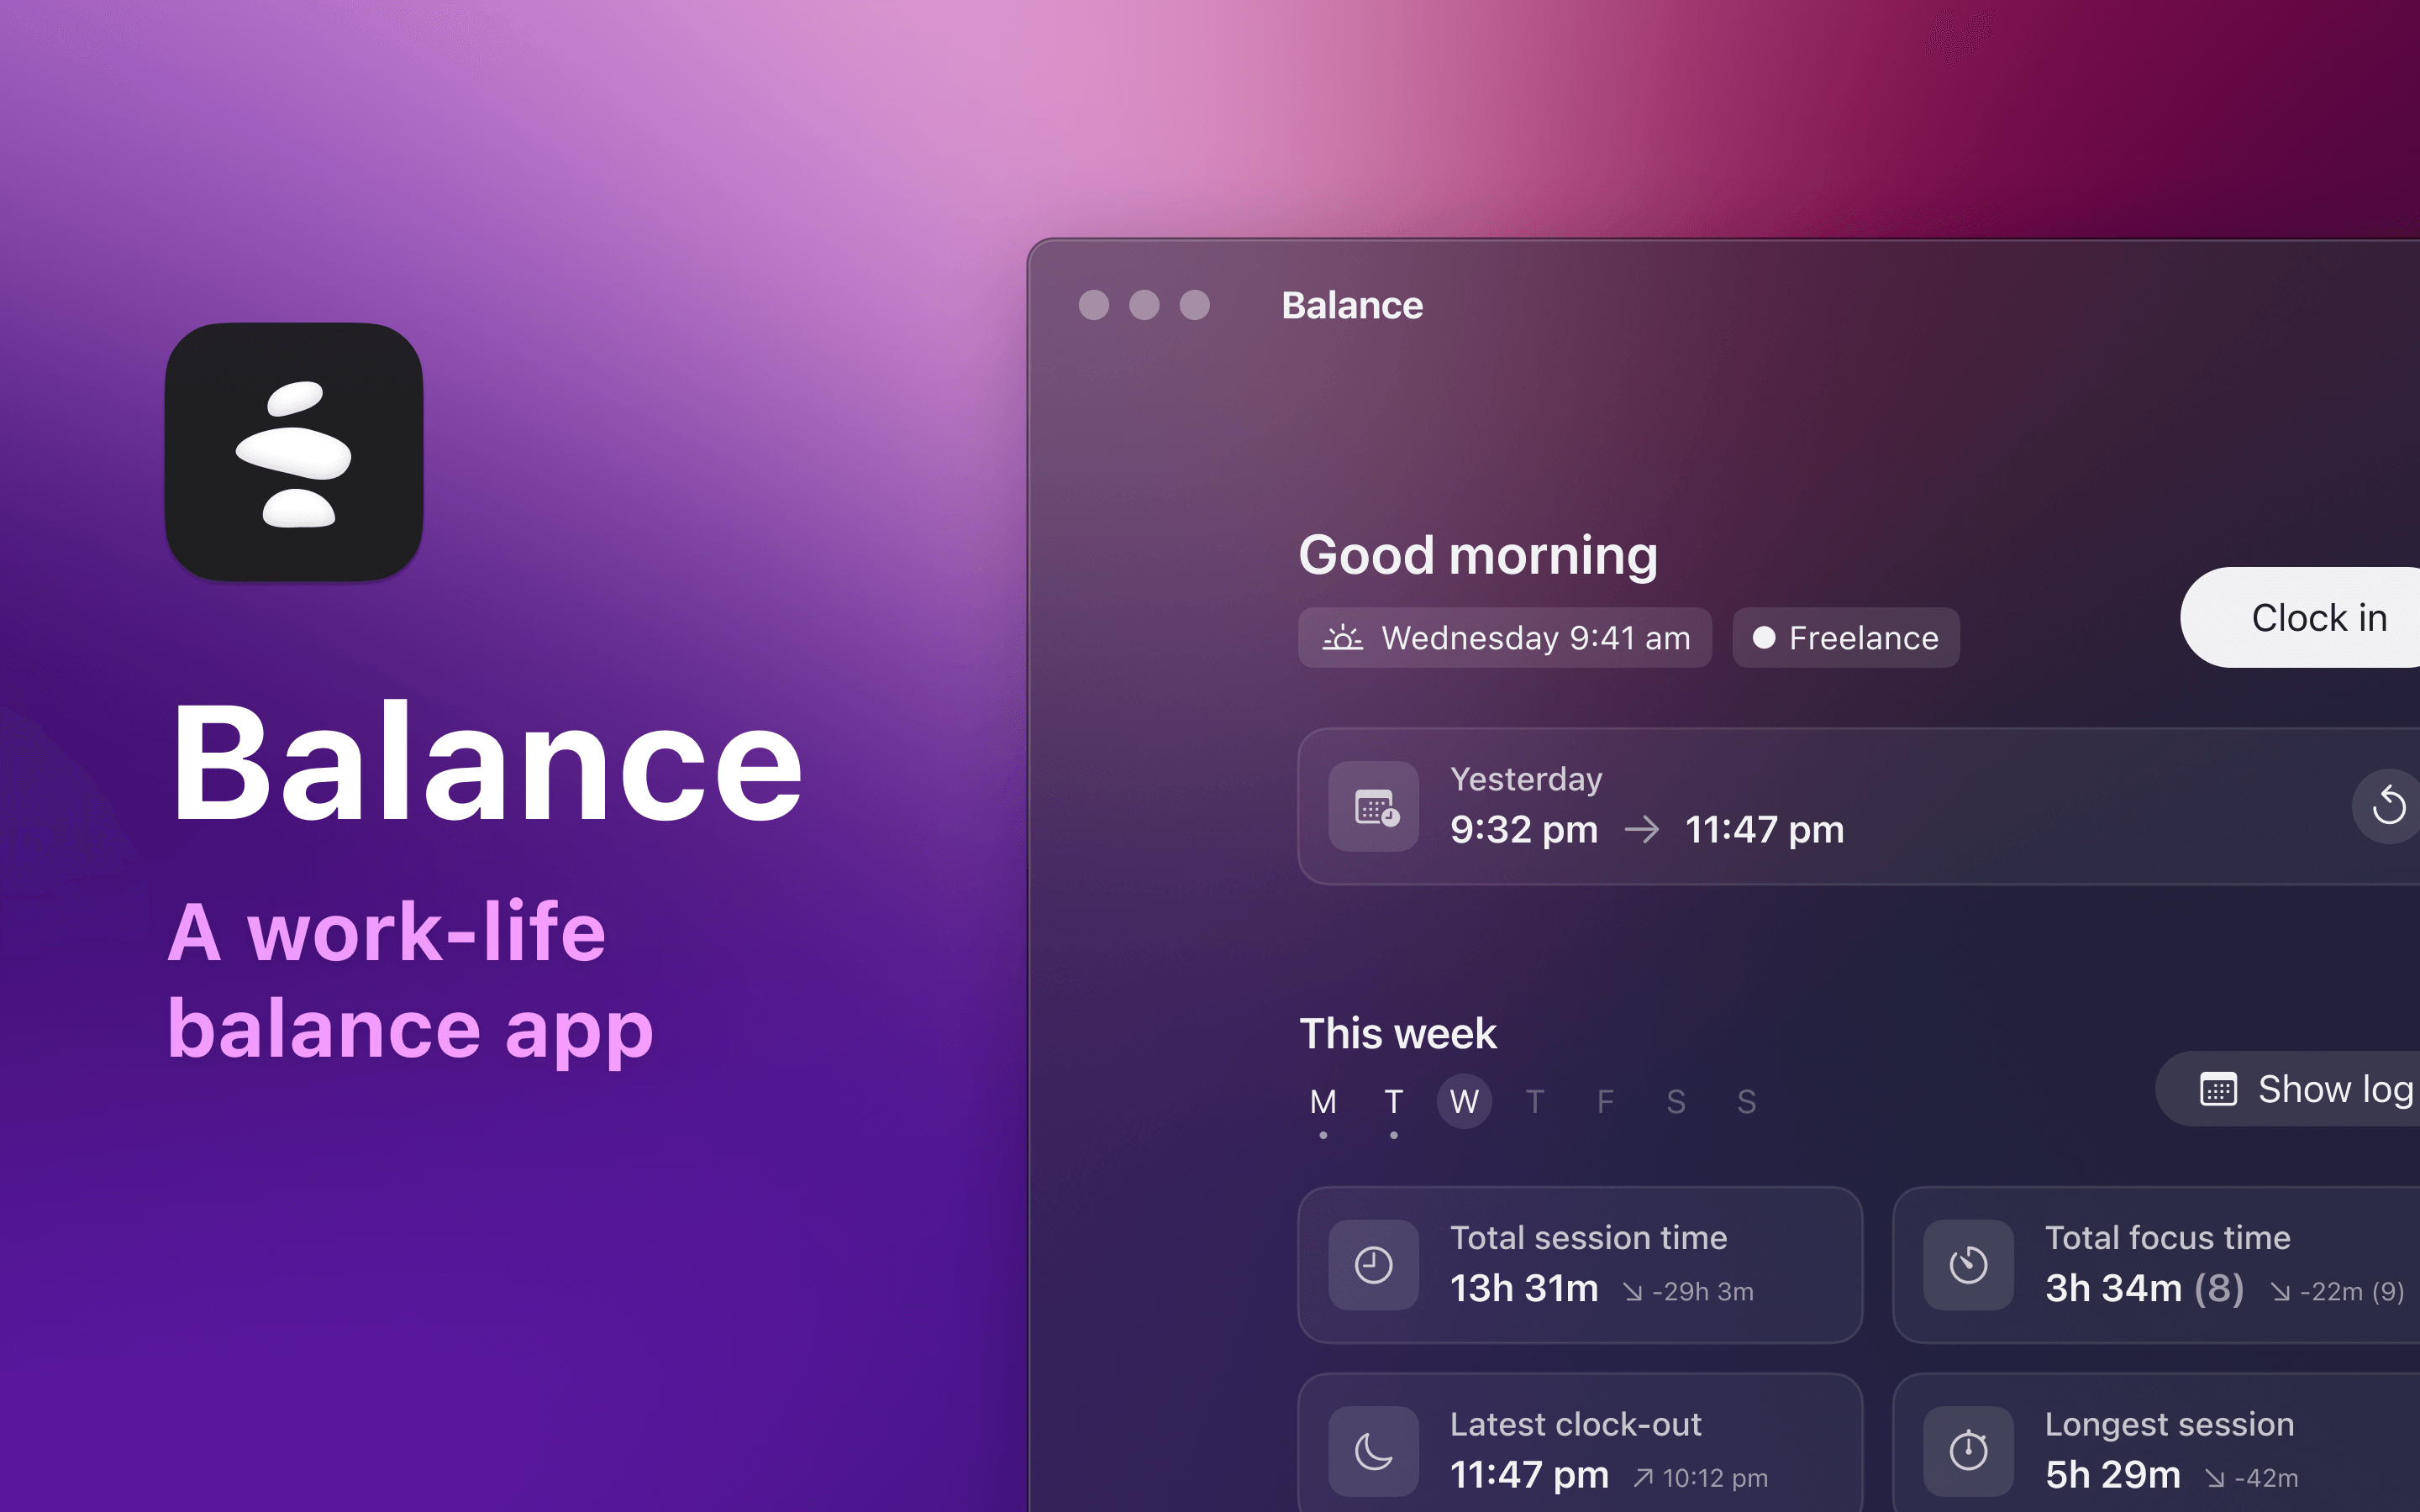 Balance
A work-life
balance app
Balance
Good morning
Wednesday 9:41 am
Freelance
Clock in
Yesterday
9:32 pm → 11:47 pm
This week
M T W T F S S
Show log
Total session time
13h 31m ↘ -29h 3m
Total focus time
3h 34m (8) ↘ -22m (9)
Latest clock-out
11:47 pm ↗ 10:12 pm
Longest session
5h 29m ↘ -42m